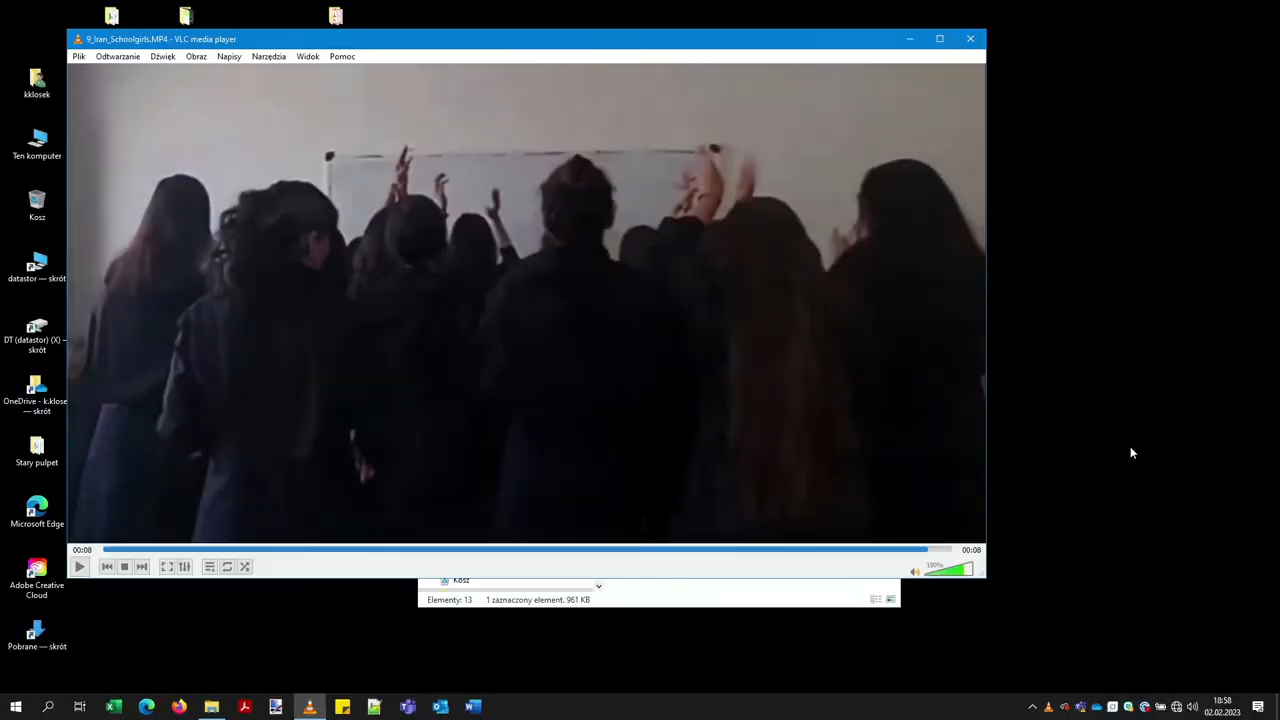 9_Iran_Schoolgirls.MP4 - VLC media player
Plik Odtwarzanie Dźwięk Obraz Napisy Narzędzia Widok Pomoc
kklosek
Ten komputer
Kosz
datastor — skrót
DT (datastor) (X) —
skrót
OneDrive - k.klose
— skrót
Stary pulpet
Microsoft Edge
Adobe Creative
Cloud
Pobrane — skrót
00:08
00:08
100%
Kosz
Elementy: 13 1 zaznaczony element. 961 KB
18:58
02.02.2023